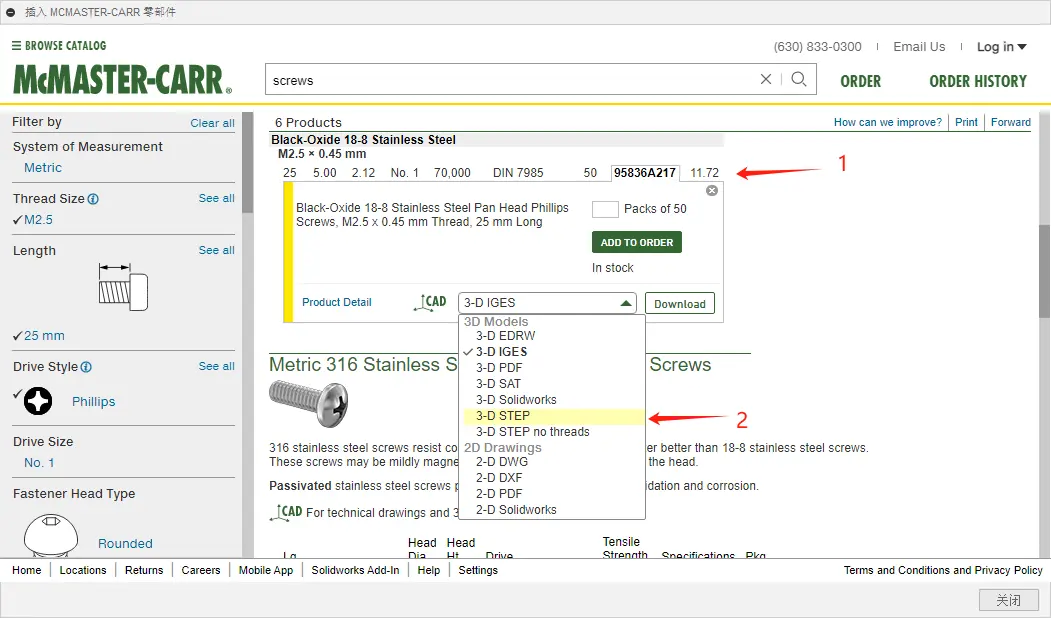 插入 MCMASTER-CARR 零部件
☰ BROWSE CATALOG
(630) 833-0300 | Email Us | Log in ▼
McMASTER-CARR®
screws
ORDER
ORDER HISTORY
Filter by
Clear all
System of Measurement
Metric
Thread Size
See all
M2.5
Length
See all
25 mm
Drive Style
See all
Phillips
Drive Size
No. 1
Fastener Head Type
Rounded
6 Products
How can we improve? | Print | Forward
Black-Oxide 18-8 Stainless Steel
M2.5 × 0.45 mm
25 5.00 2.12 No. 1 70,000 DIN 7985 50 95836A217 11.72
1
Black-Oxide 18-8 Stainless Steel Pan Head Phillips
Screws, M2.5 x 0.45 mm Thread, 25 mm Long
Packs of 50
ADD TO ORDER
In stock
Product Detail
CAD
3-D IGES
Download
3D Models
3-D EDRW
3-D IGES
3-D PDF
3-D SAT
3-D Solidworks
3-D STEP
2
3-D STEP no threads
2D Drawings
2-D DWG
2-D DXF
2-D PDF
2-D Solidworks
Metric 316 Stainless S Screws
316 stainless steel screws resist co er better than 18-8 stainless steel screws.
These screws may be mildly magne the head.
Passivated stainless steel screws p idation and corrosion.
CAD For technical drawings and 3
Head Head Tensile
Lg. Dia. Ht. Drive Strength Specifications Pkg.
Home | Locations | Returns | Careers | Mobile App | Solidworks Add-In | Help | Settings
Terms and Conditions and Privacy Policy
关闭